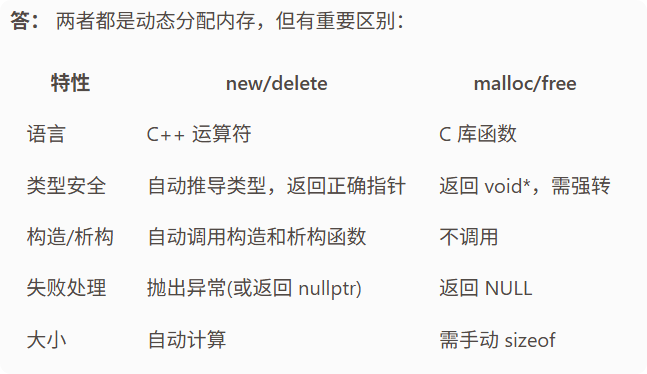 答： 两者都是动态分配内存，但有重要区别：
特性 new/delete malloc/free
语言 C++ 运算符 C 库函数
类型安全 自动推导类型，返回正确指针 返回 void*，需强转
构造/析构 自动调用构造和析构函数 不调用
失败处理 抛出异常(或返回 nullptr) 返回 NULL
大小 自动计算 需手动 sizeof